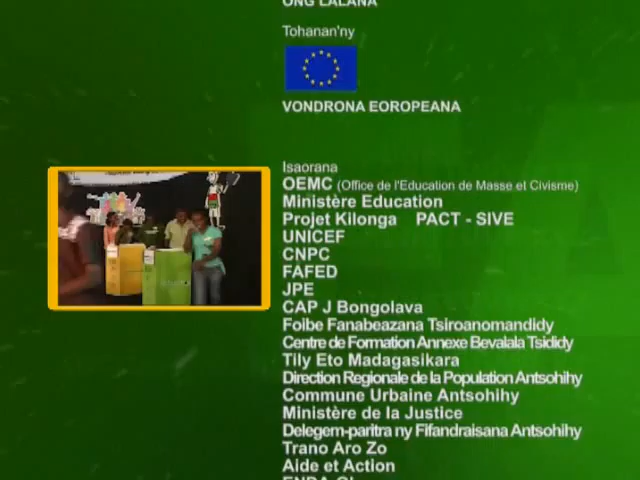 ONG LALANA
Tohanan'ny
VONDRONA EOROPEANA
Isaorana
OEMC (Office de l'Education de Masse et Civisme)
Ministère Education
Projet Kilonga PACT - SIVE
UNICEF
CNPC
FAFED
JPE
CAP J Bongolava
Foibe Fanabeazana Tsiroanomandidy
Centre de Formation Annexe Bevalala Tsididy
Tily Eto Madagasikara
Direction Regionale de la Population Antsohihy
Commune Urbaine Antsohihy
Ministère de la Justice
Delegem-paritra ny Fifandraisana Antsohihy
Trano Aro Zo
Aide et Action